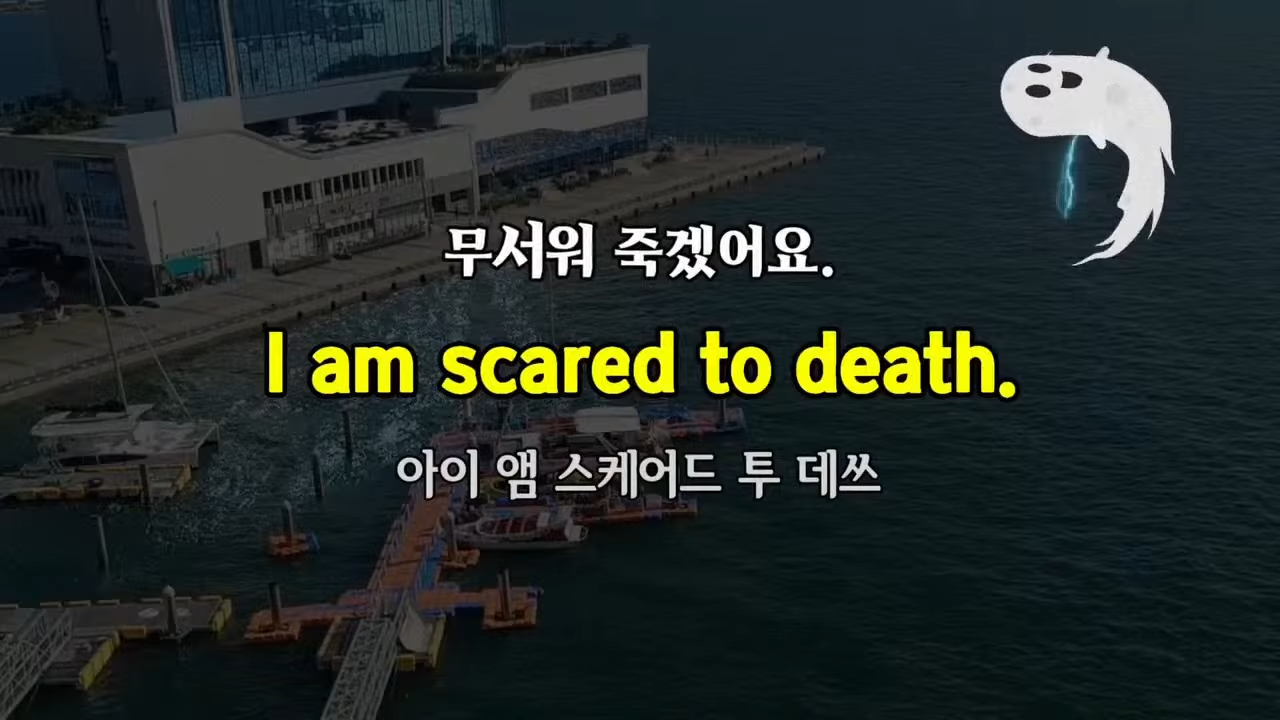 무서워 죽겠어요.
I am scared to death.
아이 앰 스케어드 투 데쓰